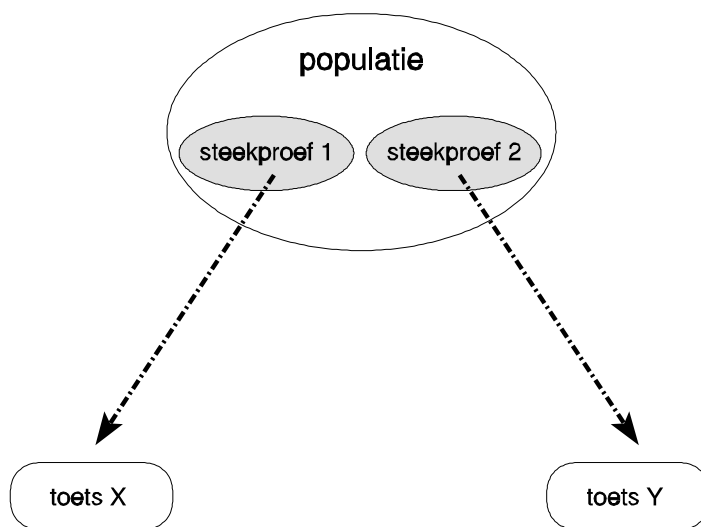 populatie
steekproef 1
steekproef 2
toets X
toets Y